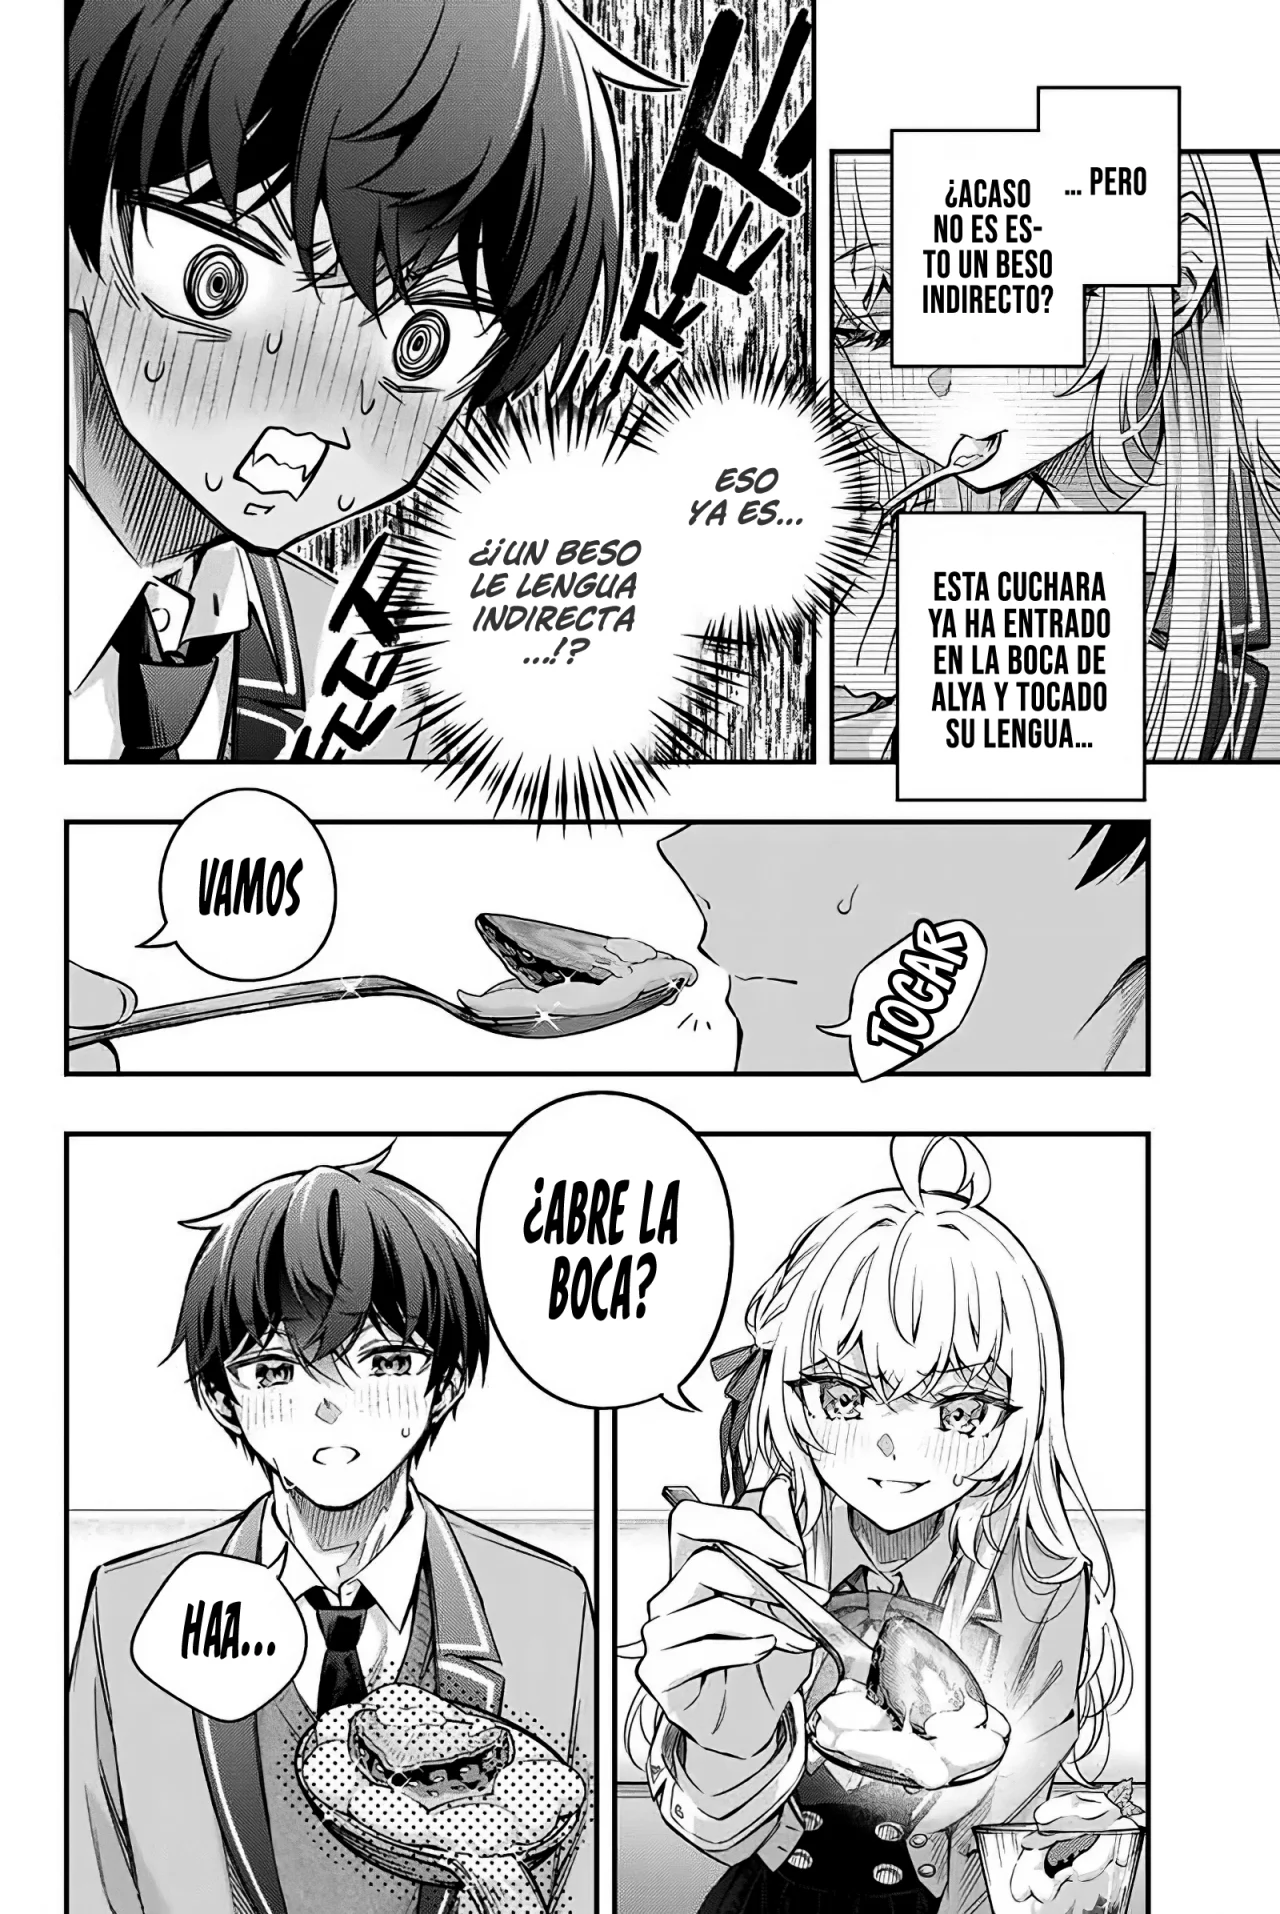 ... PERO
¿ACASO
NO ES ES-
TO UN BESO
INDIRECTO?
ESTA CUCHARA
YA HA ENTRADO
EN LA BOCA DE
ALYA Y TOCADO
SU LENGUA...
ESO
YA ES...
¿¡UN BESO
LE LENGUA
INDIRECTA
...!?
VAMOS
TOCAR
¿ABRE LA
BOCA?
HAA...